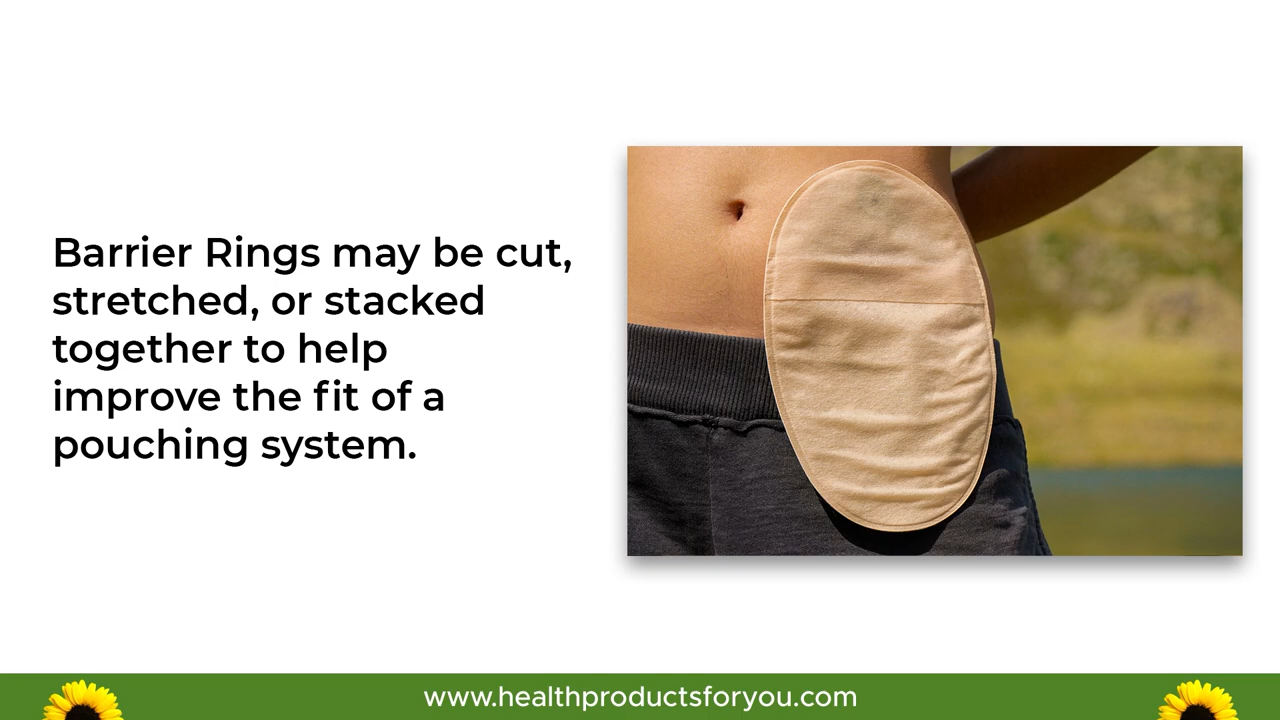 Barrier Rings may be cut,
stretched, or stacked
together to help
improve the fit of a
pouching system.
www.healthproductsforyou.com